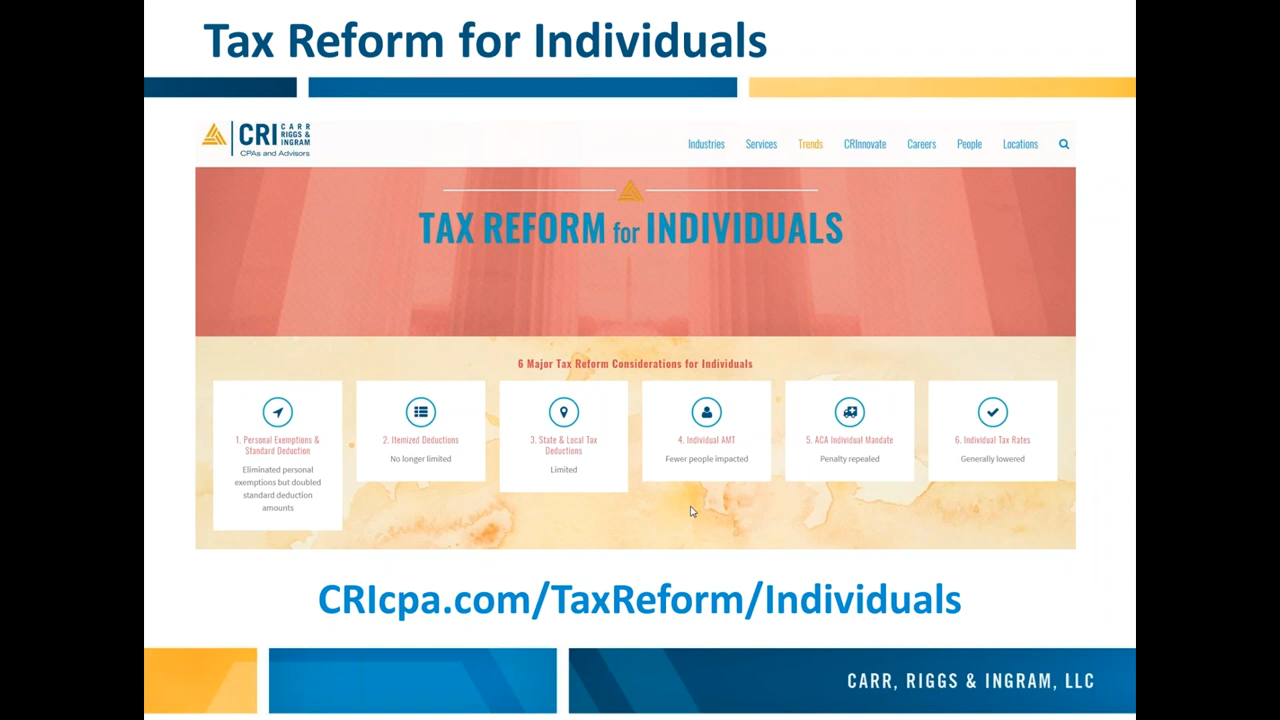 Tax Reform for Individuals
CRI CARR
RIGGS &
INGRAM
CPAs and Advisors
Industries Services Trends CRInnovate Careers People Locations
TAX REFORM for INDIVIDUALS
6 Major Tax Reform Considerations for Individuals
1. Personal Exemptions &
Standard Deduction
Eliminated personal
exemptions but doubled
standard deduction
amounts
2. Itemized Deductions
No longer limited
3. State & Local Tax
Deductions
Limited
4. Individual AMT
Fewer people impacted
5. ACA Individual Mandate
Penalty repealed
6. Individual Tax Rates
Generally lowered
CRIcpa.com/TaxReform/Individuals
CARR, RIGGS & INGRAM, LLC